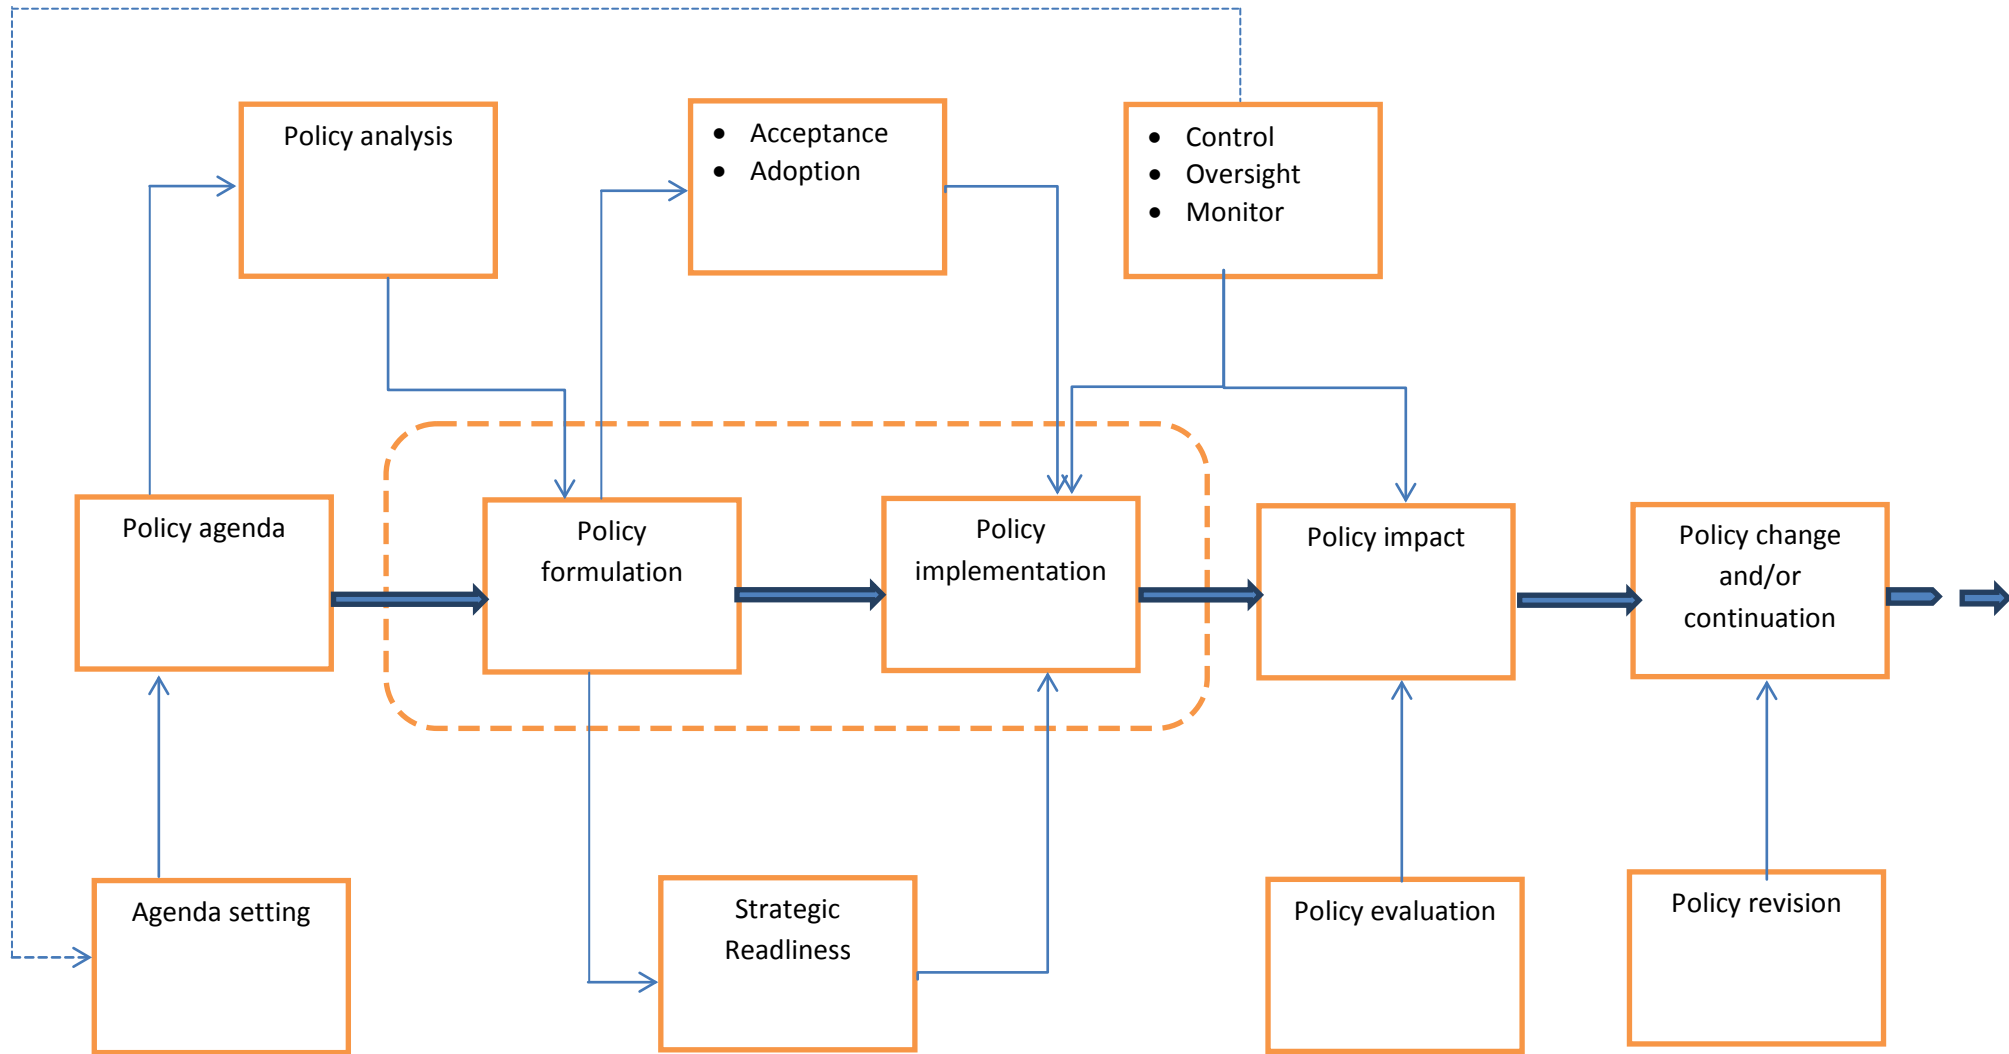 Policy analysis
• Acceptance
• Adoption
• Control
• Oversight
• Monitor
Policy agenda
Policy
formulation
Policy
implementation
Policy impact
Policy change
and/or
continuation
Agenda setting
Strategic
Readliness
Policy evaluation
Policy revision